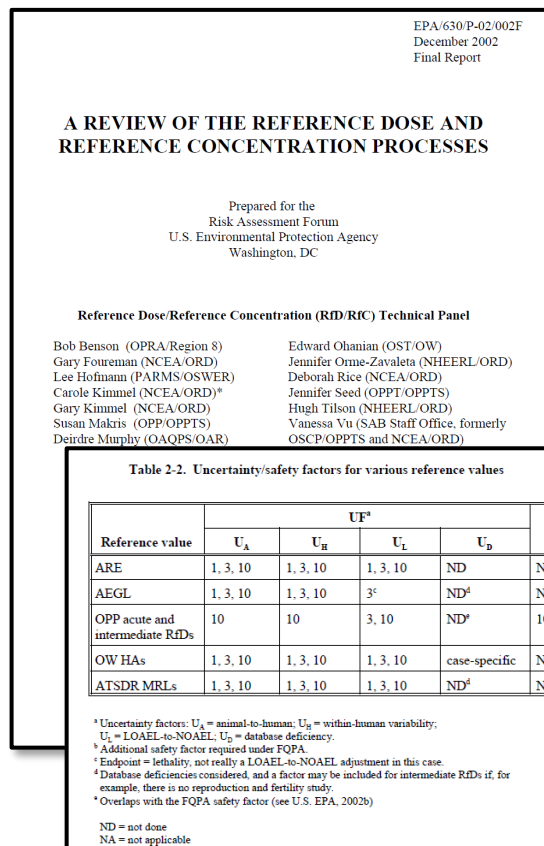 EPA/630/P-02/002F
December 2002
Final Report
A REVIEW OF THE REFERENCE DOSE AND
REFERENCE CONCENTRATION PROCESSES
Prepared for the
Risk Assessment Forum
U.S. Environmental Protection Agency
Washington, DC
Reference Dose/Reference Concentration (RfD/RfC) Technical Panel
Bob Benson (OPRA/Region 8) Edward Ohanian (OST/OW)
Gary Foureman (NCEA/ORD) Jennifer Orme-Zavaleta (NHEERL/ORD)
Lee Hofmann (PARMS/OSWER) Deborah Rice (NCEA/ORD)
Carole Kimmel (NCEA/ORD)* Jennifer Seed (OPPT/OPPTS)
Gary Kimmel (NCEA/ORD) Hugh Tilson (NHEERL/ORD)
Susan Makris (OPP/OPPTS) Vanessa Vu (SAB Staff Office, formerly
Deirdre Murphy (OAQPS/OAR) OSCP/OPPTS and NCEA/ORD)
Table 2-2. Uncertainty/safety factors for various reference values
UFᵃ
Reference value U_A U_H U_L U_D
ARE 1, 3, 10 1, 3, 10 1, 3, 10 ND N
AEGL 1, 3, 10 1, 3, 10 3ᶜ NDᵈ N
OPP acute and 10 10 3, 10 NDᵉ 10
intermediate RfDs
OW HAs 1, 3, 10 1, 3, 10 1, 3, 10 case-specific N
ATSDR MRLs 1, 3, 10 1, 3, 10 1, 3, 10 NDᵈ N
ᵃ Uncertainty factors: U_A = animal-to-human; U_H = within-human variability;
U_L = LOAEL-to-NOAEL; U_D = database deficiency.
ᵇ Additional safety factor required under FQPA.
ᶜ Endpoint = lethality, not really a LOAEL-to-NOAEL adjustment in this case.
ᵈ Database deficiencies considered, and a factor may be included for intermediate RfDs if, for
example, there is no reproduction and fertility study.
ᵉ Overlaps with the FQPA safety factor (see U.S. EPA, 2002b)
ND = not done
NA = not applicable